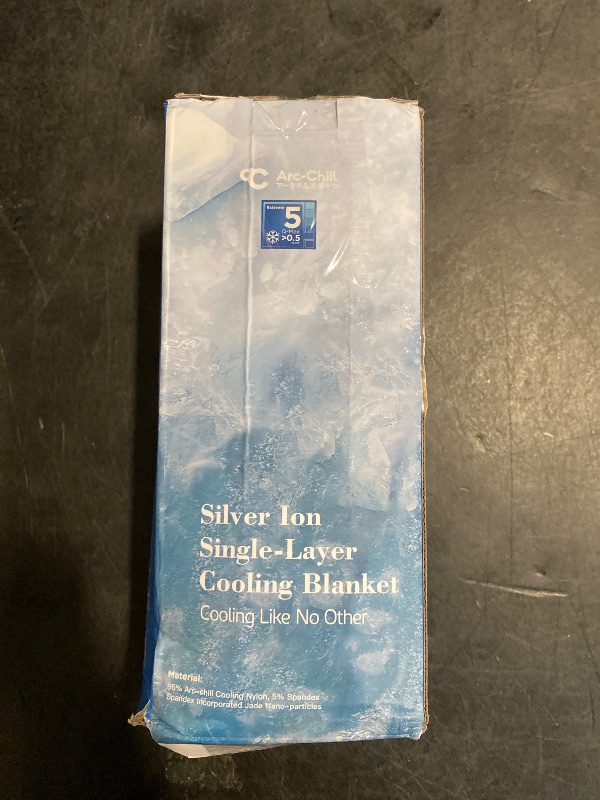 Arc-Chill
Extreme
5
Q-Max
>0.5
Silver Ion
Single-Layer
Cooling Blanket
Cooling Like No Other
Material:
95% Arc-chill Cooling Nylon, 5% Spandex
Spandex Incorporated Jade Nano-particles